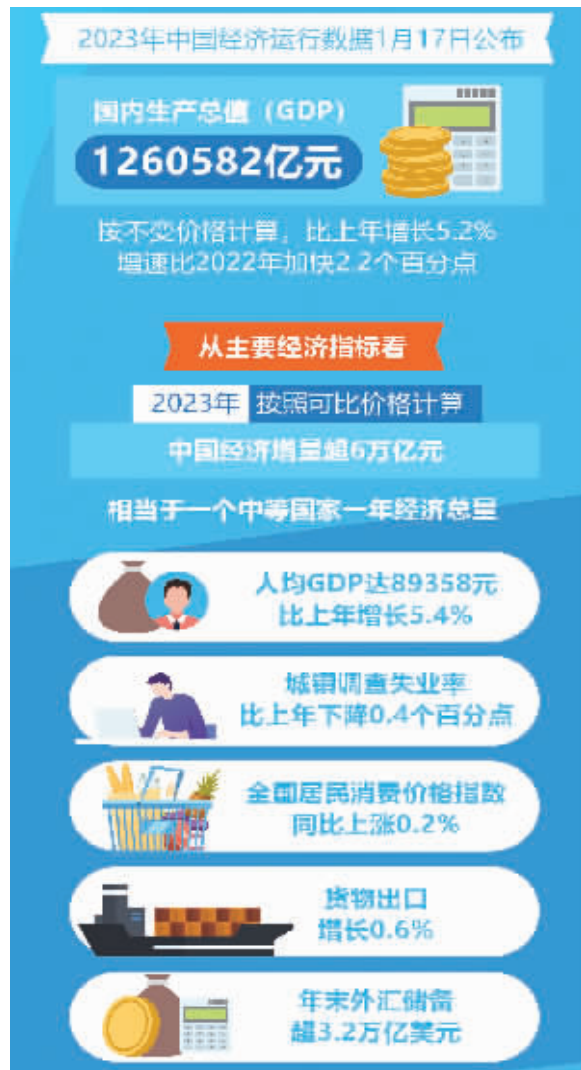 2023年中国经济运行数据1月17日公布
国内生产总值（GDP）
1260582亿元
按不变价格计算，比上年增长5.2%
增速比2022年加快2.2个百分点
从主要经济指标看
2023年 按照可比价格计算
中国经济增量超6万亿元
相当于一个中等国家一年经济总量
人均GDP达89358元
比上年增长5.4%
城镇调查失业率
比上年下降0.4个百分点
全国居民消费价格指数
同比上涨0.2%
货物出口
增长0.6%
年末外汇储备
超3.2万亿美元